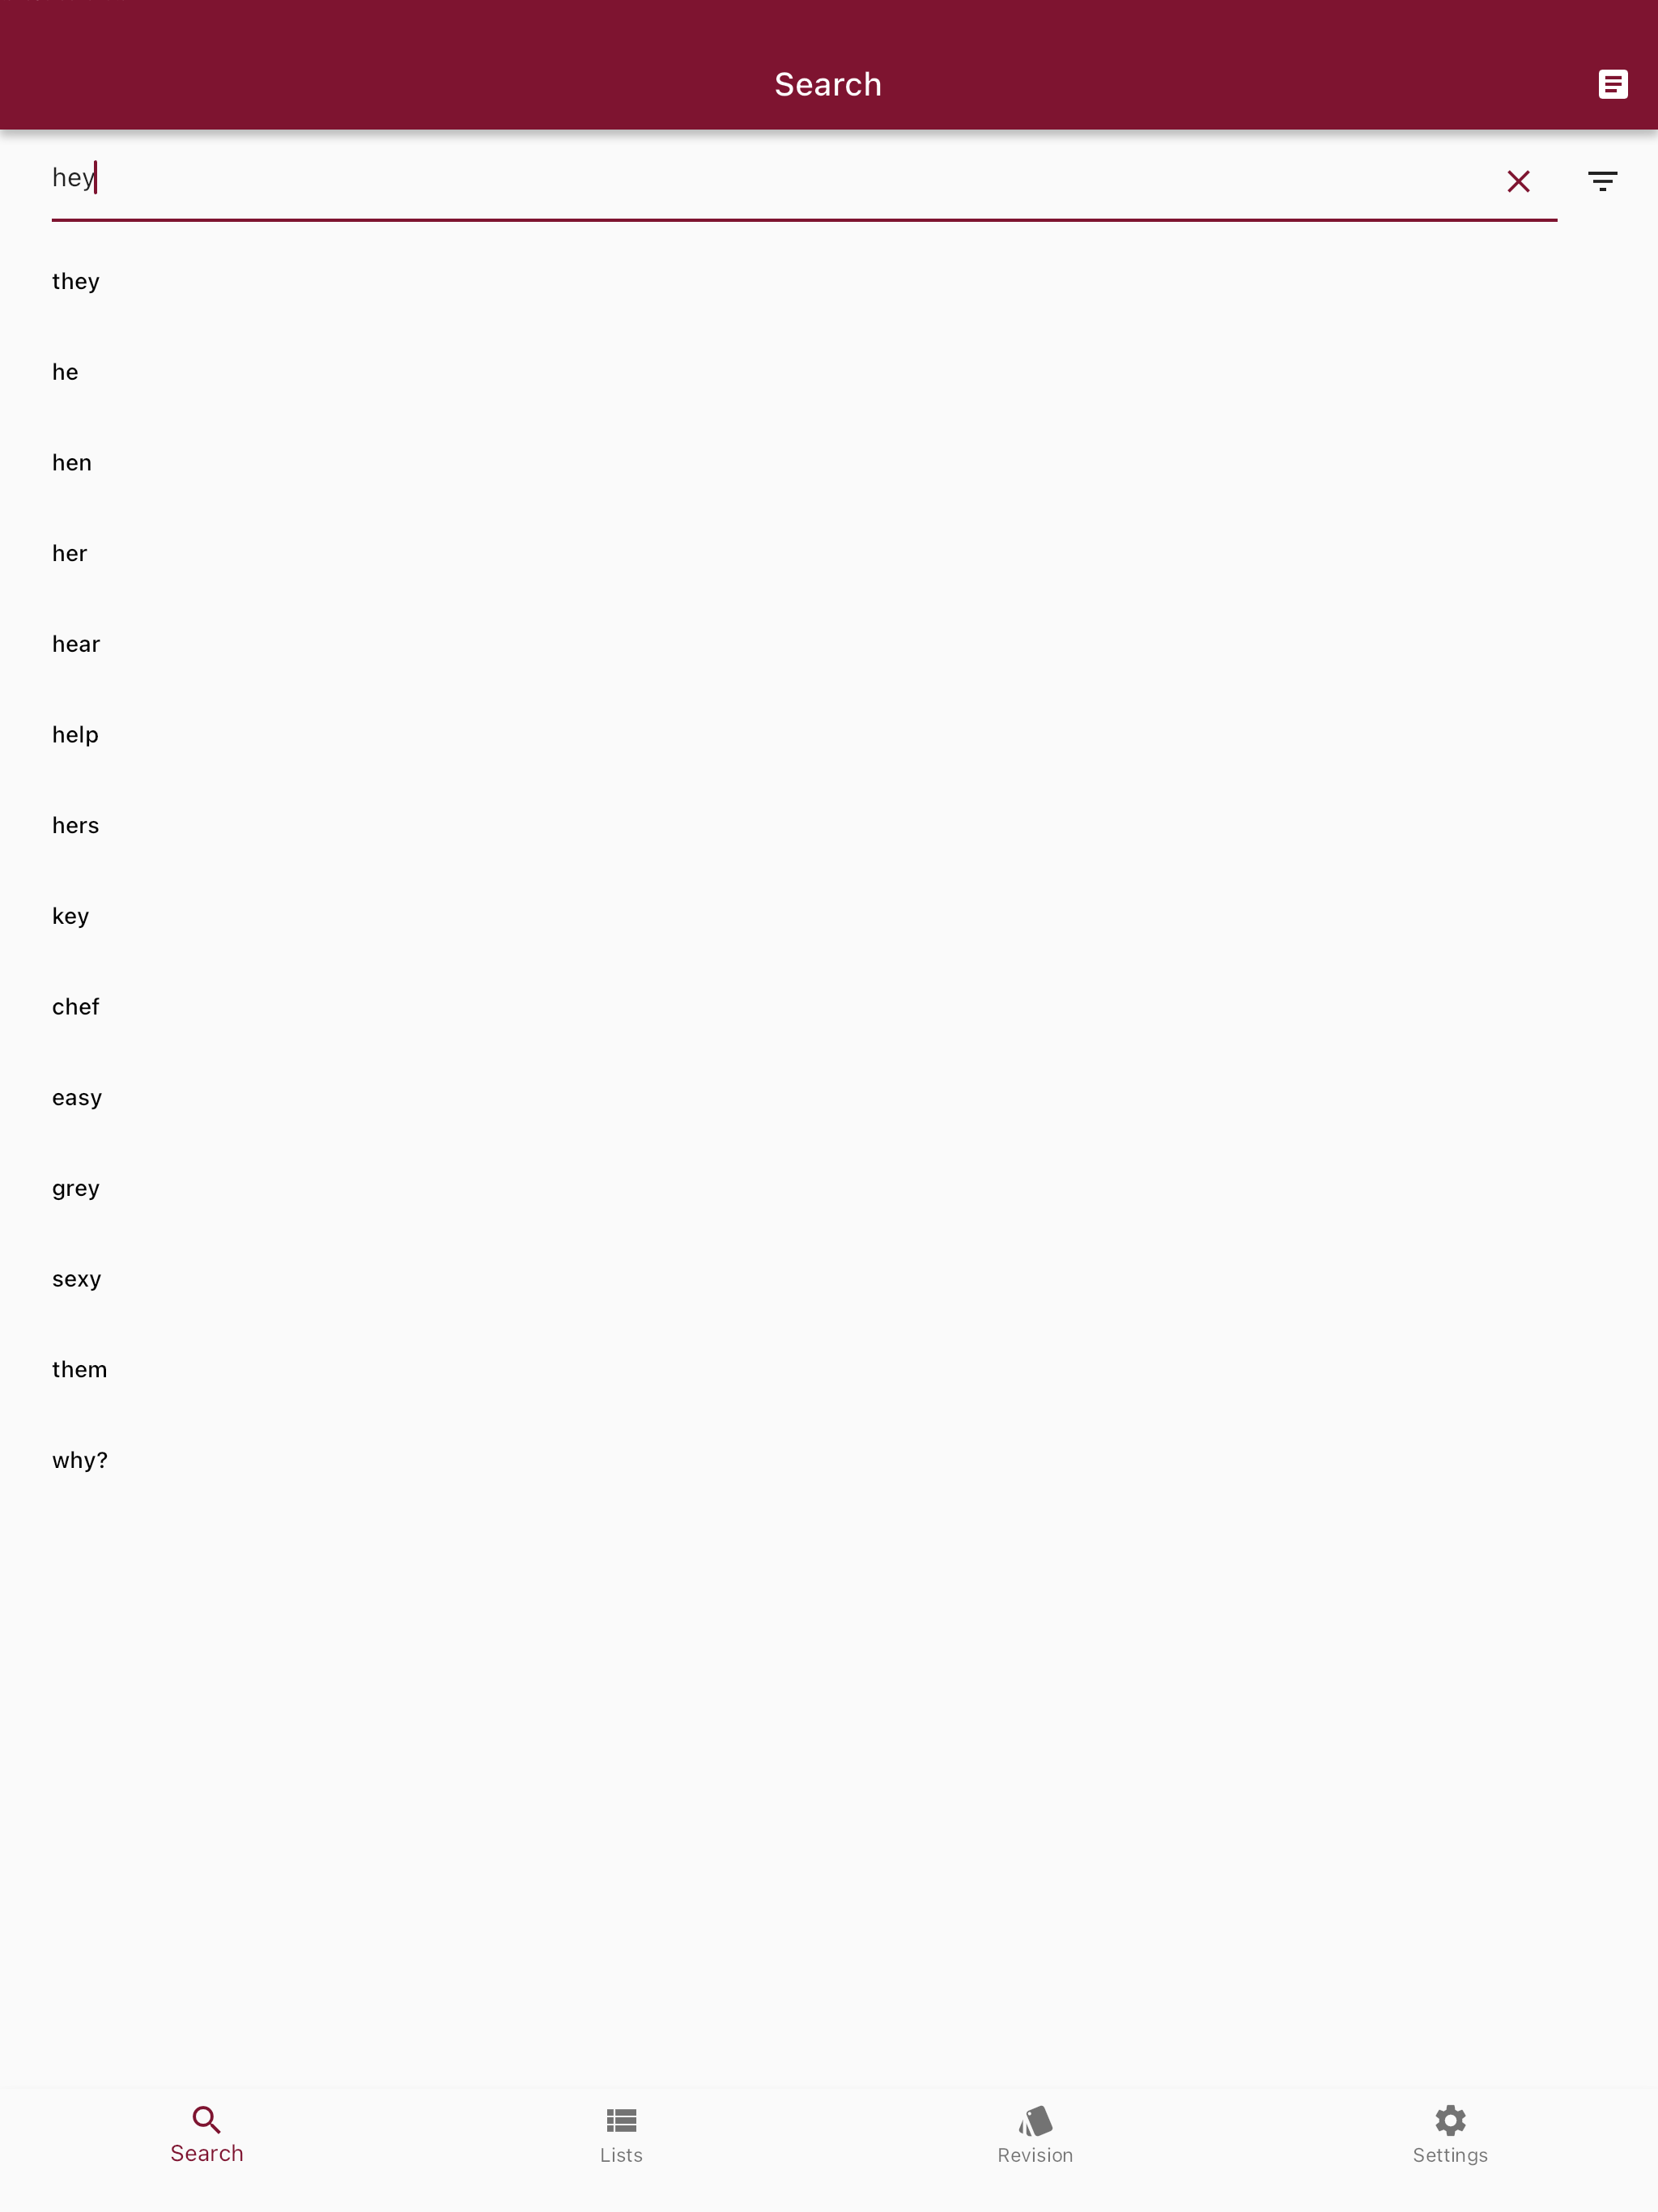 Search
hey
they
he
hen
her
hear
help
hers
key
chef
easy
grey
sexy
them
why?
Search
Lists
Revision
Settings